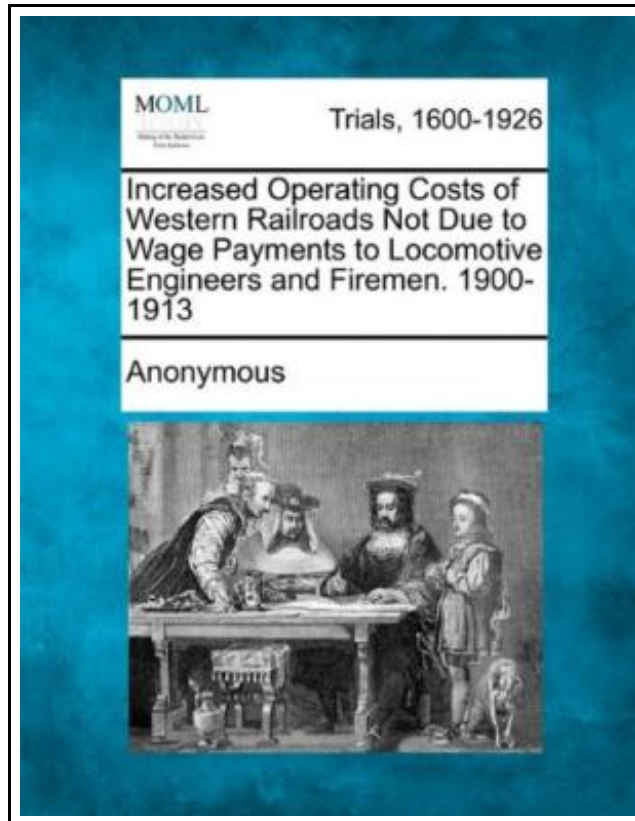 MOML
Trials, 1600-1926
Increased Operating Costs of
Western Railroads Not Due to
Wage Payments to Locomotive
Engineers and Firemen. 1900-
1913
Anonymous